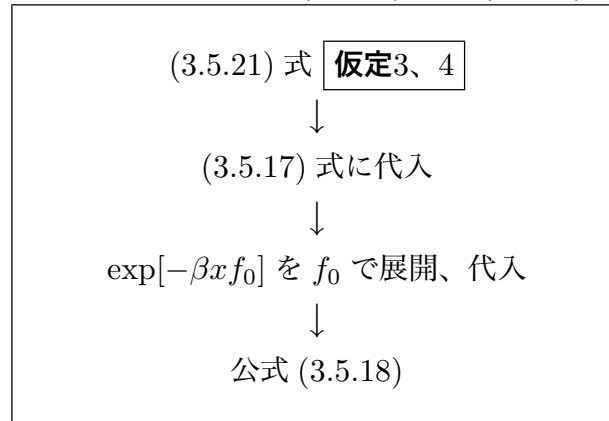 (3.5.21) 式 仮定3、4
↓
(3.5.17) 式に代入
↓
exp[−βxf₀] を f₀ で展開、代入
↓
公式 (3.5.18)